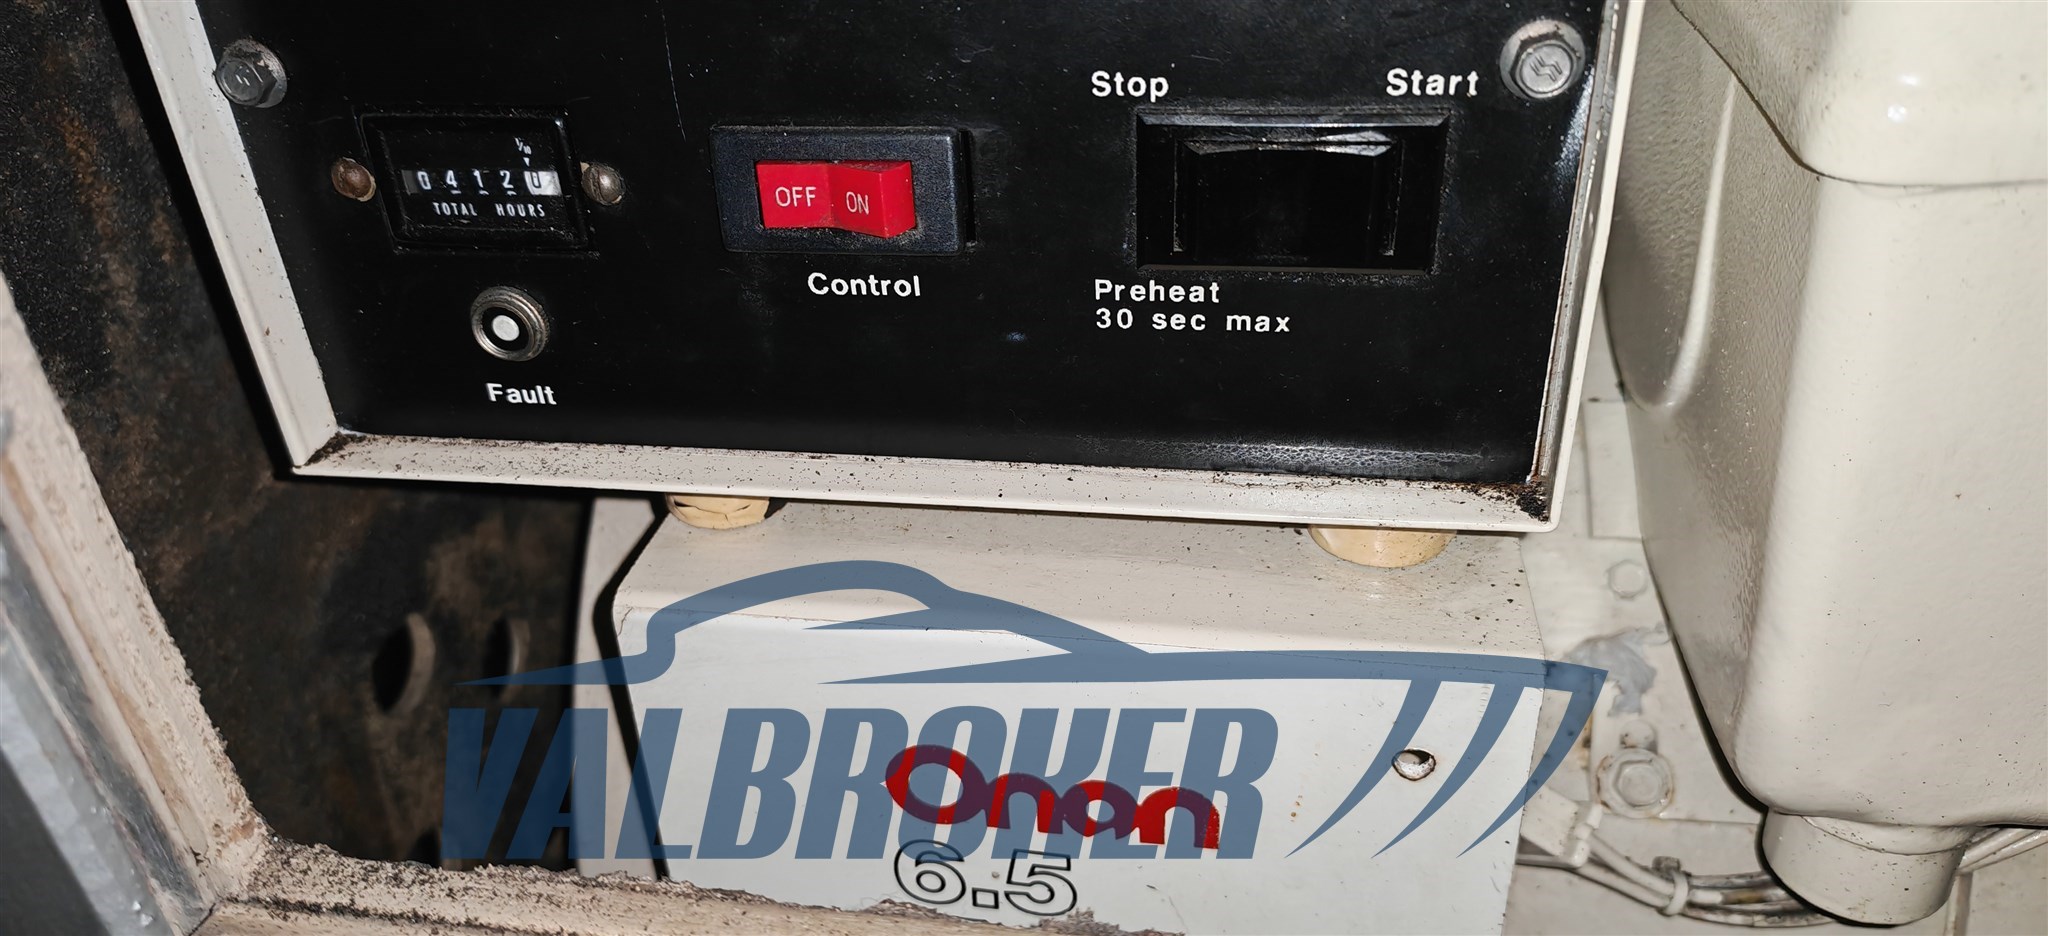 Stop Start
1/10
0 4 1 2 0
TOTAL HOURS
OFF ON
Control
Preheat
30 sec max
Fault
VALBROKER
Onan
6.5